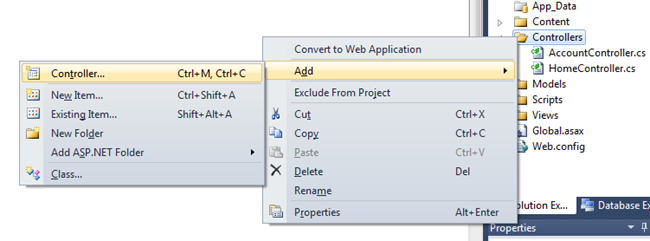 App_Data
Content
Controllers
AccountController.cs
HomeController.cs
Models
Scripts
Views
Global.asax
Web.config
Convert to Web Application
Add
Exclude From Project
Cut Ctrl+X
Copy Ctrl+C
Paste Ctrl+V
Delete Del
Rename
Properties Alt+Enter
Controller... Ctrl+M, Ctrl+C
New Item... Ctrl+Shift+A
Existing Item... Shift+Alt+A
New Folder
Add ASP.NET Folder
Class...
olution Ex... Database Ex
Properties